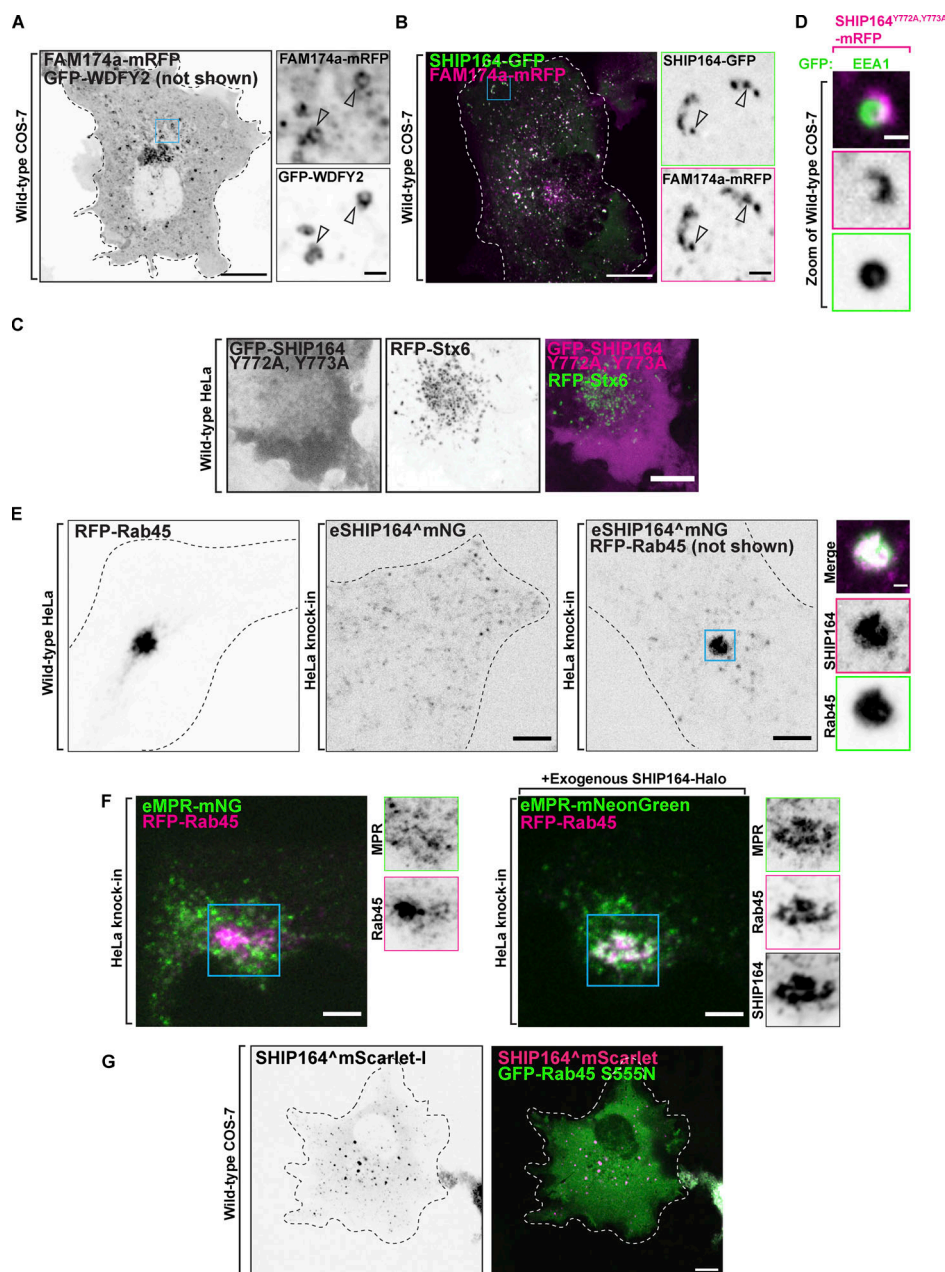 A
Wild-type COS-7
FAM174a-mRFP
GFP-WDFY2 (not shown)
FAM174a-mRFP
GFP-WDFY2
B
Wild-type COS-7
SHIP164-GFP
FAM174a-mRFP
SHIP164-GFP
FAM174a-mRFP
D
SHIP164Y772A,Y773A
-mRFP
GFP: EEA1
Zoom of Wild-type COS-7
C
Wild-type HeLa
GFP-SHIP164
Y772A, Y773A
RFP-Stx6
GFP-SHIP164
Y772A, Y773A
RFP-Stx6
E
Wild-type HeLa
RFP-Rab45
HeLa knock-in
eSHIP164^mNG
HeLa knock-in
eSHIP164^mNG
RFP-Rab45 (not shown)
Merge
SHIP164
Rab45
F
HeLa knock-in
eMPR-mNG
RFP-Rab45
MPR
Rab45
+Exogenous SHIP164-Halo
HeLa knock-in
eMPR-mNeonGreen
RFP-Rab45
MPR
Rab45
SHIP164
G
Wild-type COS-7
SHIP164^mScarlet-I
SHIP164^mScarlet
GFP-Rab45 S555N